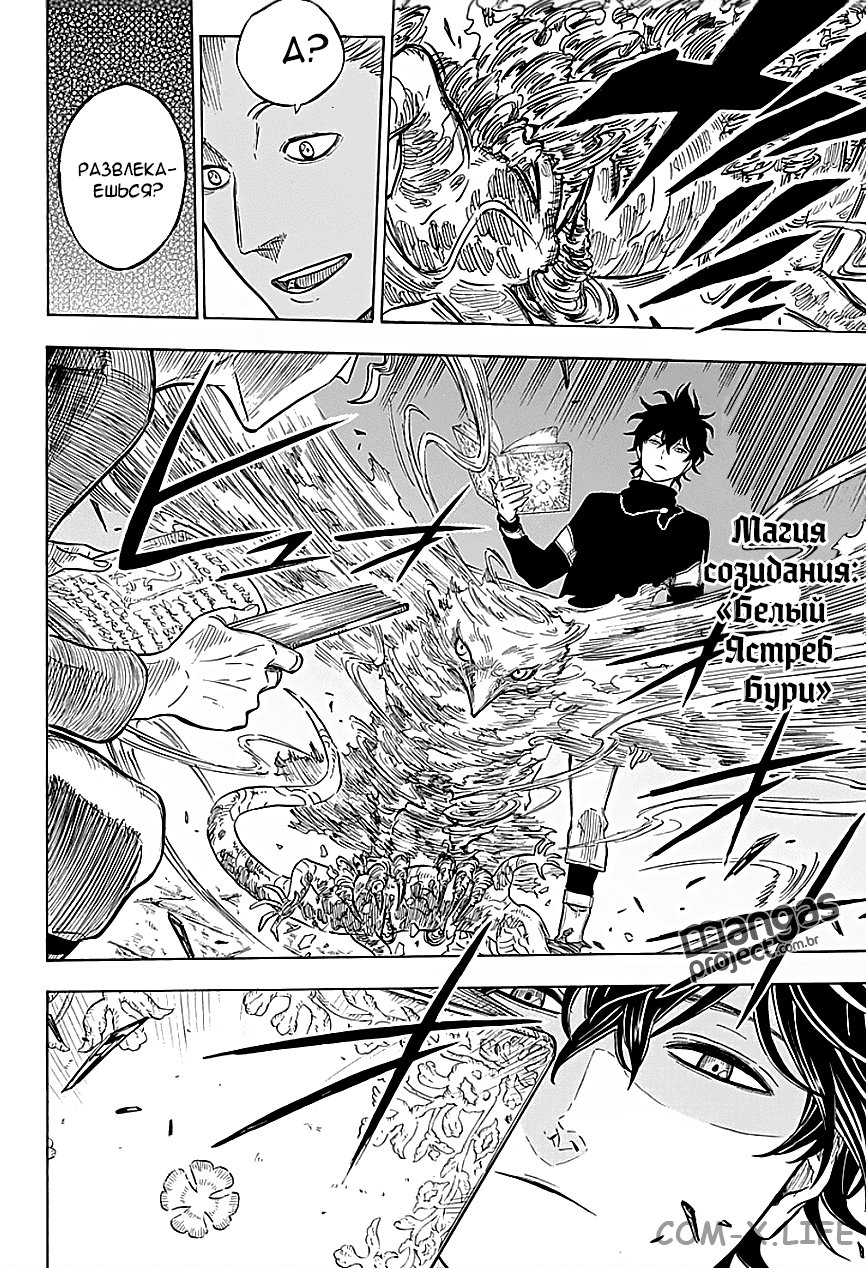 А?
РАЗВЛЕКА-
ЕШЬСЯ?
Магия
созидания:
«Белый
Ястреб
Бури»
mangas
project.com.br
COM-X.LIFE